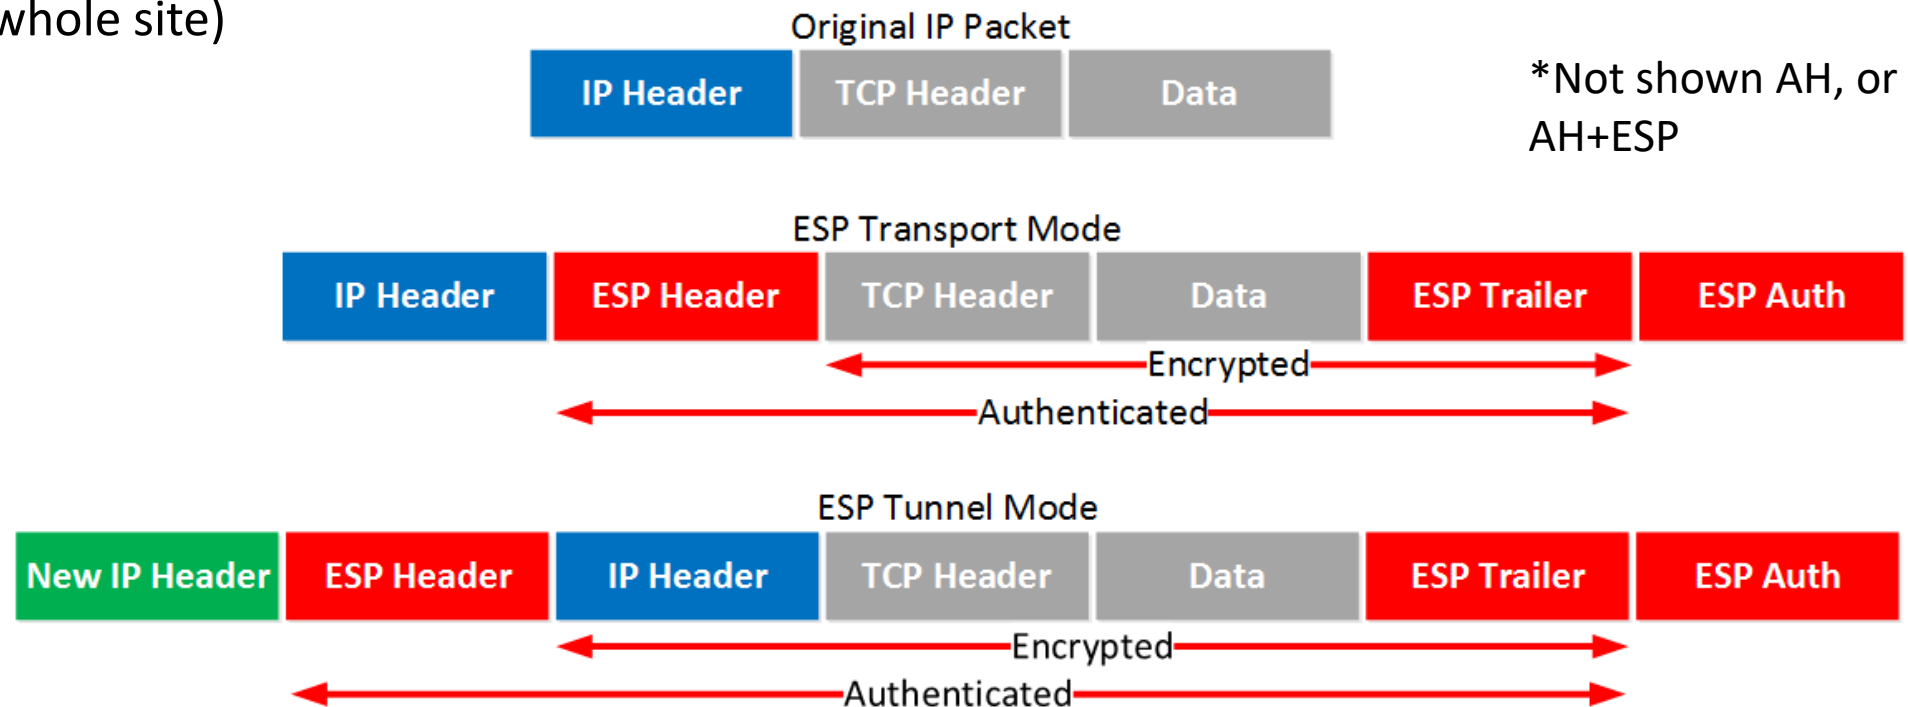 whole site)
Original IP Packet
IP Header TCP Header Data
*Not shown AH, or
AH+ESP
ESP Transport Mode
IP Header ESP Header TCP Header Data ESP Trailer ESP Auth
Encrypted
Authenticated
ESP Tunnel Mode
New IP Header ESP Header IP Header TCP Header Data ESP Trailer ESP Auth
Encrypted
Authenticated